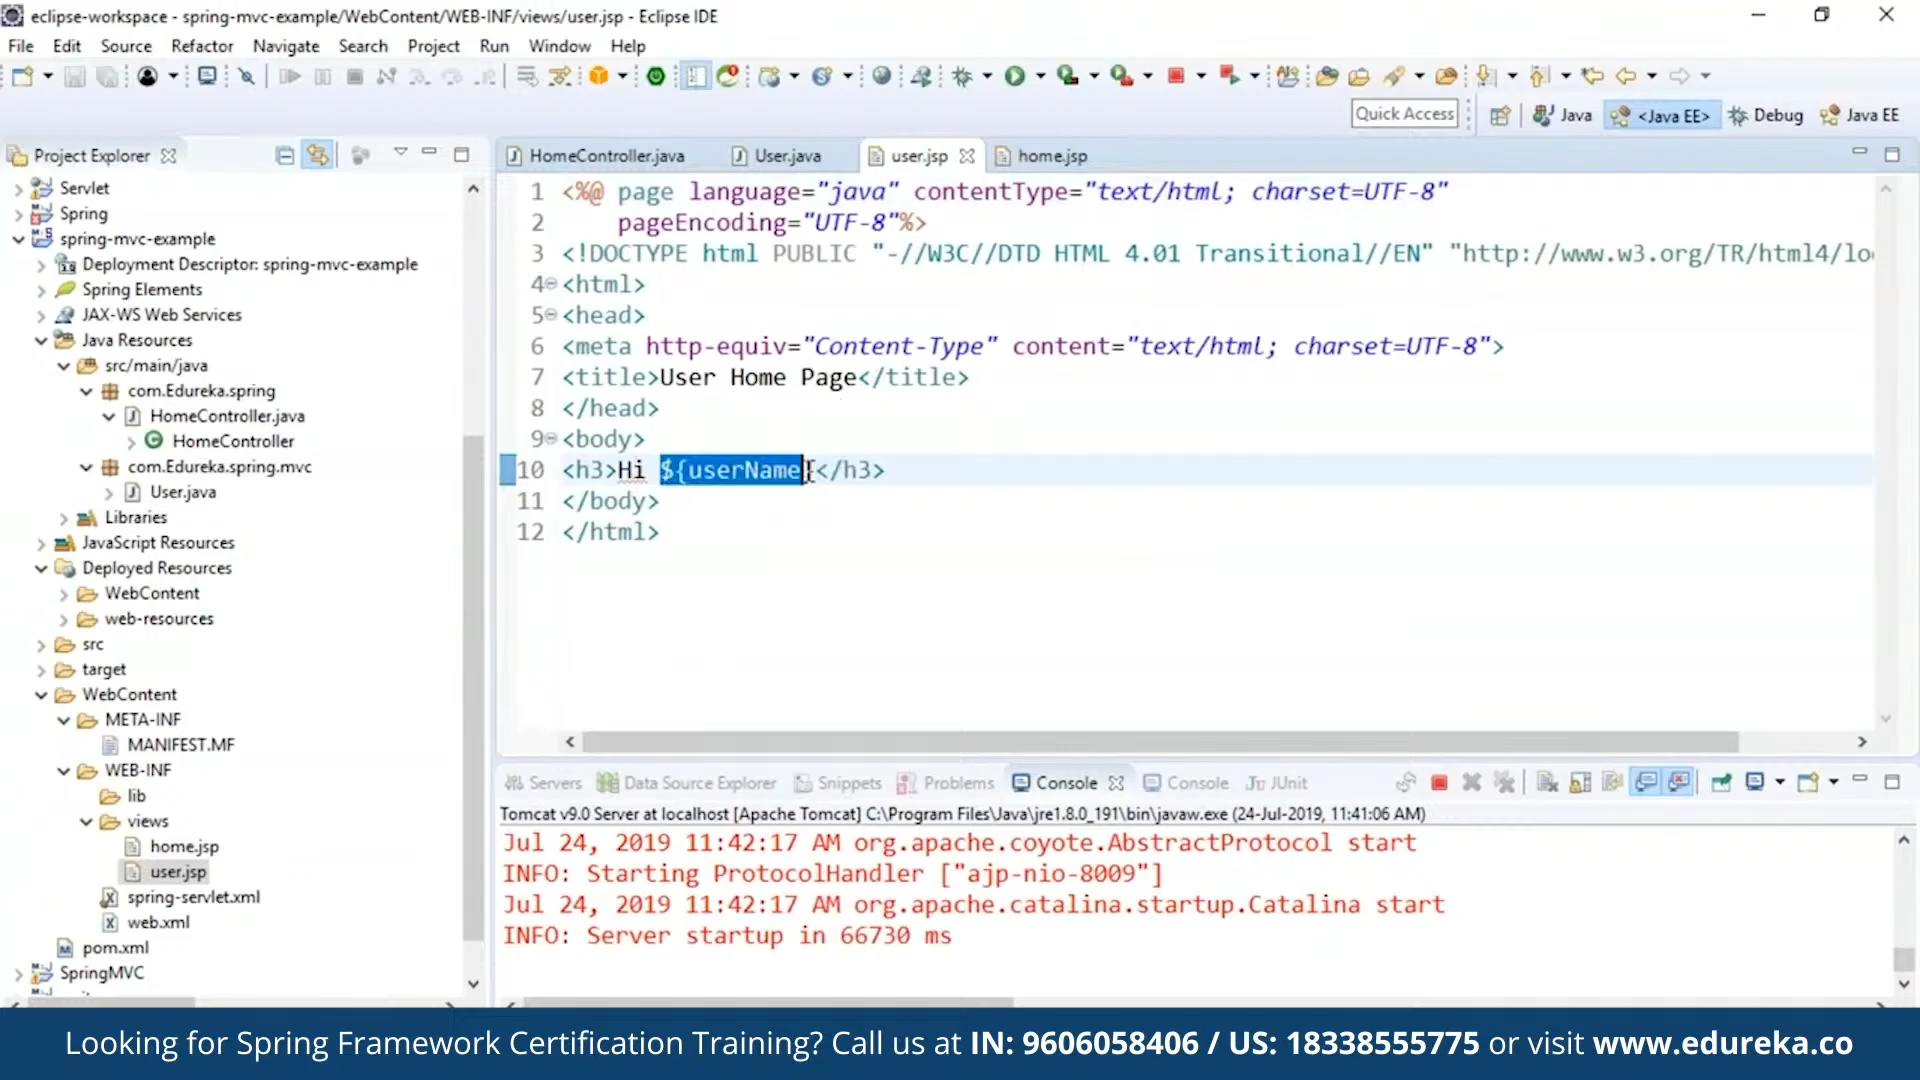 eclipse-workspace - spring-mvc-example/WebContent/WEB-INF/views/user.jsp - Eclipse IDE
File Edit Source Refactor Navigate Search Project Run Window Help
Quick Access
Java
<Java EE>
Debug
Java EE
Project Explorer
Servlet
Spring
spring-mvc-example
Deployment Descriptor: spring-mvc-example
Spring Elements
JAX-WS Web Services
Java Resources
src/main/java
com.Edureka.spring
HomeController.java
HomeController
com.Edureka.spring.mvc
User.java
Libraries
JavaScript Resources
Deployed Resources
WebContent
web-resources
src
target
WebContent
META-INF
MANIFEST.MF
WEB-INF
lib
views
home.jsp
user.jsp
spring-servlet.xml
web.xml
pom.xml
SpringMVC
HomeController.java User.java user.jsp home.jsp
1 <%@ page language="java" contentType="text/html; charset=UTF-8"
2 pageEncoding="UTF-8"%>
3 <!DOCTYPE html PUBLIC "-//W3C//DTD HTML 4.01 Transitional//EN" "http://www.w3.org/TR/html4/lo
4 <html>
5 <head>
6 <meta http-equiv="Content-Type" content="text/html; charset=UTF-8">
7 <title>User Home Page</title>
8 </head>
9 <body>
10 <h3>Hi ${userName}</h3>
11 </body>
12 </html>
Servers Data Source Explorer Snippets Problems Console Console JUnit
Tomcat v9.0 Server at localhost [Apache Tomcat] C:\Program Files\Java\jre1.8.0_191\bin\javaw.exe (24-Jul-2019, 11:41:06 AM)
Jul 24, 2019 11:42:17 AM org.apache.coyote.AbstractProtocol start
INFO: Starting ProtocolHandler ["ajp-nio-8009"]
Jul 24, 2019 11:42:17 AM org.apache.catalina.startup.Catalina start
INFO: Server startup in 66730 ms
Looking for Spring Framework Certification Training? Call us at IN: 9606058406 / US: 18338555775 or visit www.edureka.co